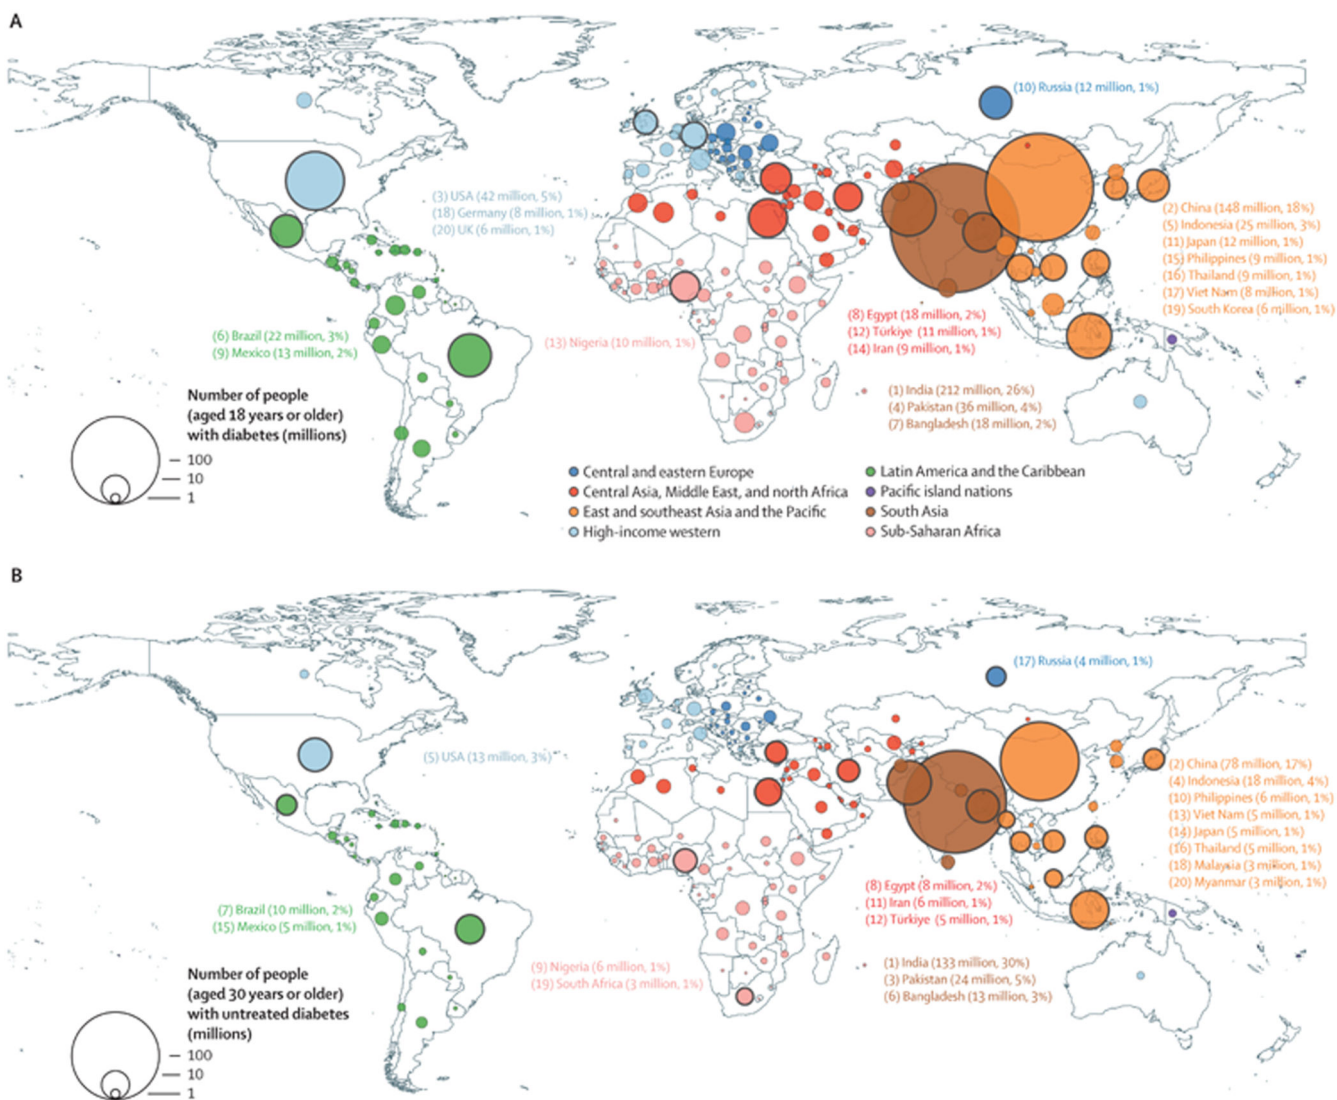 A
(10) Russia (12 million, 1%)
(3) USA (42 million, 5%)
(18) Germany (8 million, 1%)
(20) UK (6 million, 1%)
(2) China (148 million, 18%)
(5) Indonesia (25 million, 3%)
(11) Japan (12 million, 1%)
(15) Philippines (9 million, 1%)
(16) Thailand (9 million, 1%)
(17) Viet Nam (8 million, 1%)
(19) South Korea (6 million, 1%)
(6) Brazil (22 million, 3%)
(9) Mexico (13 million, 2%)
(13) Nigeria (10 million, 1%)
(8) Egypt (18 million, 2%)
(12) Türkiye (11 million, 1%)
(14) Iran (9 million, 1%)
(1) India (212 million, 26%)
(4) Pakistan (36 million, 4%)
(7) Bangladesh (18 million, 2%)
Number of people
(aged 18 years or older)
with diabetes (millions)
100
10
1
Central and eastern Europe
Central Asia, Middle East, and north Africa
East and southeast Asia and the Pacific
High-income western
Latin America and the Caribbean
Pacific island nations
South Asia
Sub-Saharan Africa
B
(17) Russia (4 million, 1%)
(5) USA (13 million, 3%)
(2) China (78 million, 17%)
(4) Indonesia (18 million, 4%)
(10) Philippines (6 million, 1%)
(13) Viet Nam (5 million, 1%)
(14) Japan (5 million, 1%)
(16) Thailand (5 million, 1%)
(18) Malaysia (3 million, 1%)
(20) Myanmar (3 million, 1%)
(7) Brazil (10 million, 2%)
(15) Mexico (5 million, 1%)
(8) Egypt (8 million, 2%)
(11) Iran (6 million, 1%)
(12) Türkiye (5 million, 1%)
(9) Nigeria (6 million, 1%)
(19) South Africa (3 million, 1%)
(1) India (133 million, 30%)
(3) Pakistan (24 million, 5%)
(6) Bangladesh (13 million, 3%)
Number of people
(aged 30 years or older)
with untreated diabetes
(millions)
100
10
1